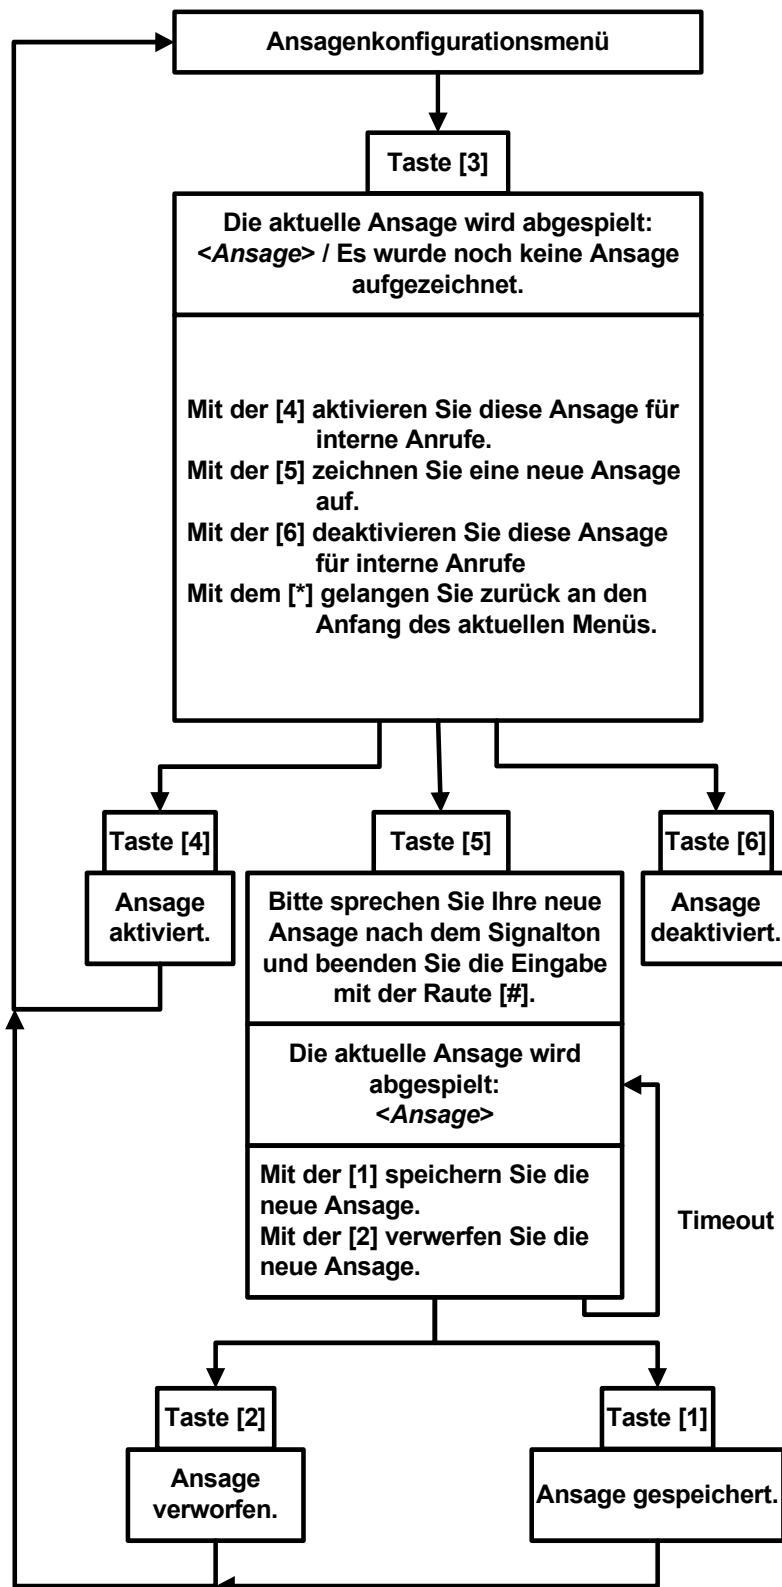 Ansagenkonfigurationsmenü
Taste [3]
Die aktuelle Ansage wird abgespielt:
<Ansage> / Es wurde noch keine Ansage
aufgezeichnet.
Mit der [4] aktivieren Sie diese Ansage für
interne Anrufe.
Mit der [5] zeichnen Sie eine neue Ansage
auf.
Mit der [6] deaktivieren Sie diese Ansage
für interne Anrufe
Mit dem [*] gelangen Sie zurück an den
Anfang des aktuellen Menüs.
Taste [4]
Ansage
aktiviert.
Taste [5]
Bitte sprechen Sie Ihre neue
Ansage nach dem Signalton
und beenden Sie die Eingabe
mit der Raute [#].
Die aktuelle Ansage wird
abgespielt:
<Ansage>
Mit der [1] speichern Sie die
neue Ansage.
Mit der [2] verwerfen Sie die
neue Ansage.
Taste [6]
Ansage
deaktiviert.
Timeout
Taste [2]
Ansage
verworfen.
Taste [1]
Ansage gespeichert.